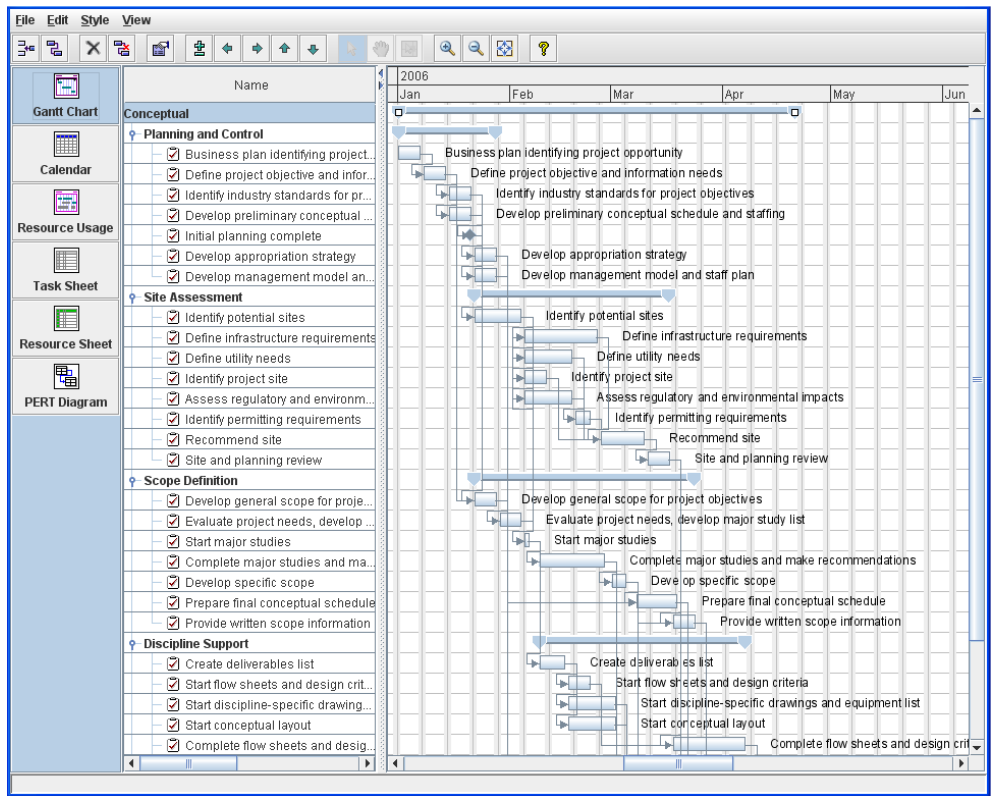 File Edit Style View
Name
2006
Jan Feb Mar Apr May Jun
Gantt Chart
Calendar
Resource Usage
Task Sheet
Resource Sheet
PERT Diagram
Conceptual
Planning and Control
Business plan identifying project...
Define project objective and infor...
Identify industry standards for pr...
Develop preliminary conceptual ...
Initial planning complete
Develop appropriation strategy
Develop management model an...
Site Assessment
Identify potential sites
Define infrastructure requirements
Define utility needs
Identify project site
Assess regulatory and environm...
Identify permitting requirements
Recommend site
Site and planning review
Scope Definition
Develop general scope for proje...
Evaluate project needs, develop ...
Start major studies
Complete major studies and ma...
Develop specific scope
Prepare final conceptual schedule
Provide written scope information
Discipline Support
Create deliverables list
Start flow sheets and design crit...
Start discipline-specific drawing...
Start conceptual layout
Complete flow sheets and desig...
Business plan identifying project opportunity
Define project objective and information needs
Identify industry standards for project objectives
Develop preliminary conceptual schedule and staffing
Develop appropriation strategy
Develop management model and staff plan
Identify potential sites
Define infrastructure requirements
Define utility needs
Identify project site
Assess regulatory and environmental impacts
Identify permitting requirements
Recommend site
Site and planning review
Develop general scope for project objectives
Evaluate project needs, develop major study list
Start major studies
Complete major studies and make recommendations
Develop specific scope
Prepare final conceptual schedule
Provide written scope information
Create deliverables list
Start flow sheets and design criteria
Start discipline-specific drawings and equipment list
Start conceptual layout
Complete flow sheets and design crit